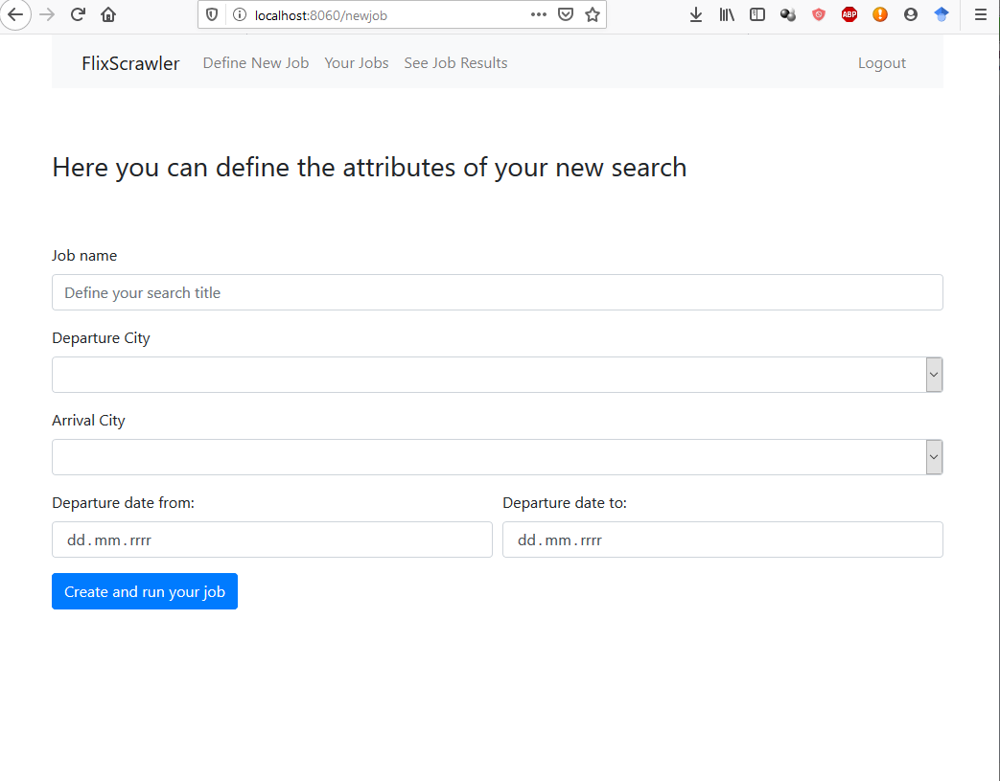 localhost:8060/newjob
ABP
FlixScrawler Define New Job Your Jobs See Job Results Logout
Here you can define the attributes of your new search
Job name
Define your search title
Departure City
Arrival City
Departure date from: Departure date to:
dd.mm.rrrr dd.mm.rrrr
Create and run your job